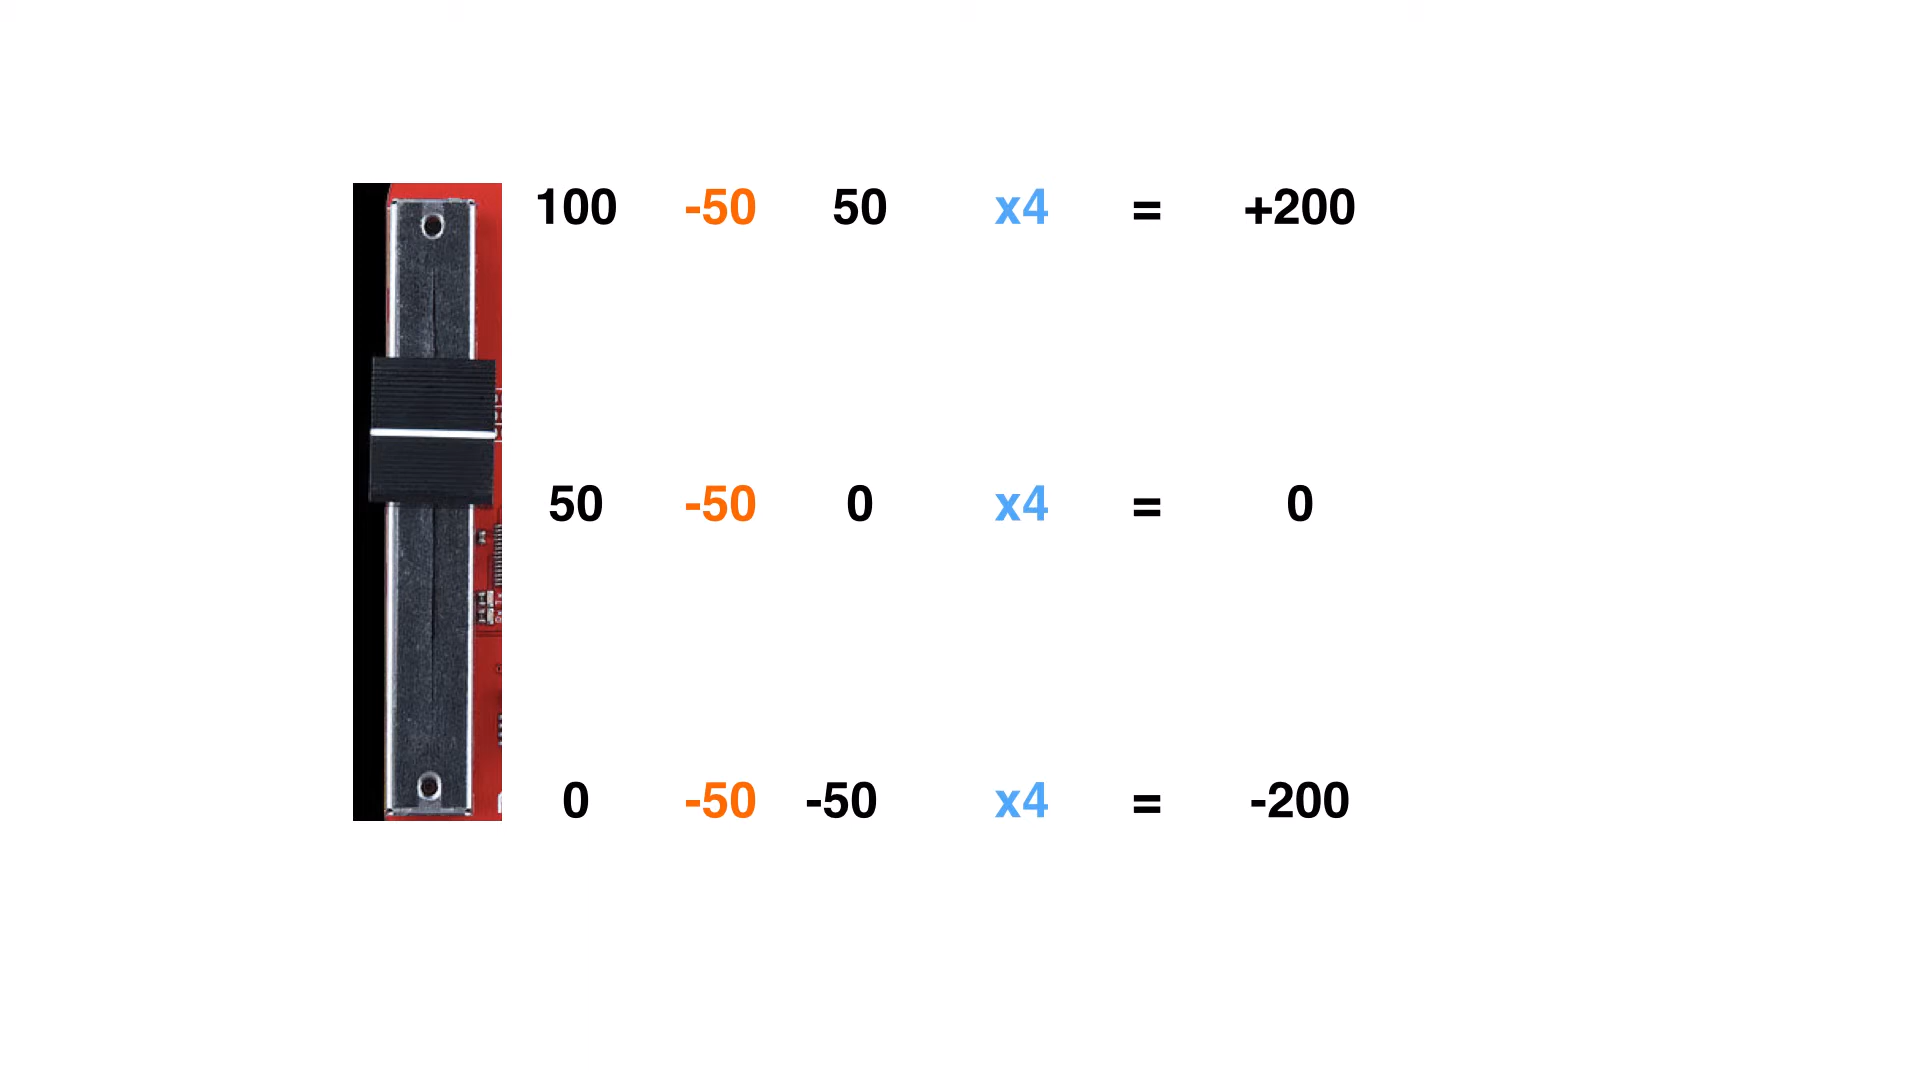 100 -50 50 x4 = +200
50 -50 0 x4 = 0
0 -50 -50 x4 = -200